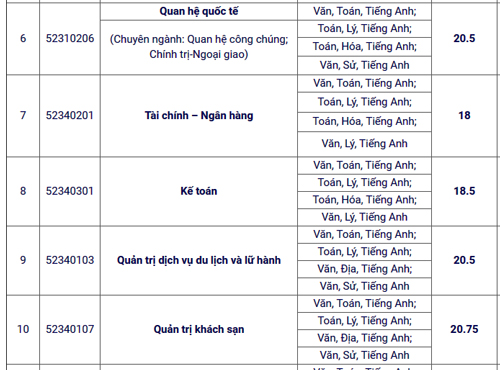 Quan hệ quốc tế
Văn, Toán, Tiếng Anh;
6
52310206
(Chuyên ngành: Quan hệ công chúng;
Chính trị-Ngoại giao)
Toán, Lý, Tiếng Anh;
Toán, Hóa, Tiếng Anh;
Văn, Sử, Tiếng Anh
20.5
7
52340201
Tài chính – Ngân hàng
Văn, Toán, Tiếng Anh;
Toán, Lý, Tiếng Anh;
Toán, Hóa, Tiếng Anh;
Văn, Lý, Tiếng Anh
18
8
52340301
Kế toán
Văn, Toán, Tiếng Anh;
Toán, Lý, Tiếng Anh;
Toán, Hóa, Tiếng Anh;
Văn, Lý, Tiếng Anh
18.5
9
52340103
Quản trị dịch vụ du lịch và lữ hành
Văn, Toán, Tiếng Anh;
Toán, Lý, Tiếng Anh;
Văn, Địa, Tiếng Anh;
Văn, Sử, Tiếng Anh
20.5
10
52340107
Quản trị khách sạn
Văn, Toán, Tiếng Anh;
Toán, Lý, Tiếng Anh;
Văn, Địa, Tiếng Anh;
Văn, Sử, Tiếng Anh
20.75